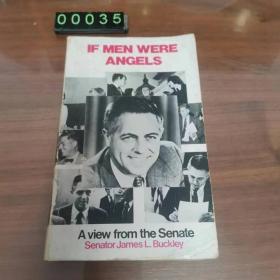 00035
IF MEN WERE
ANGELS
A view from the Senate
Senator James L. Buckley